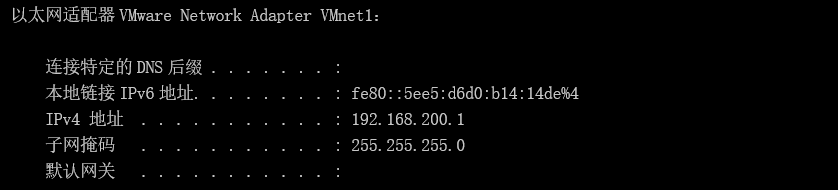 以太网适配器 VMware Network Adapter VMnet1:
连接特定的 DNS 后缀 . . . . . . . :
本地链接 IPv6 地址. . . . . . . . : fe80::5ee5:d6d0:b14:14de%4
IPv4 地址 . . . . . . . . . . . . : 192.168.200.1
子网掩码 . . . . . . . . . . . . : 255.255.255.0
默认网关 . . . . . . . . . . . . :